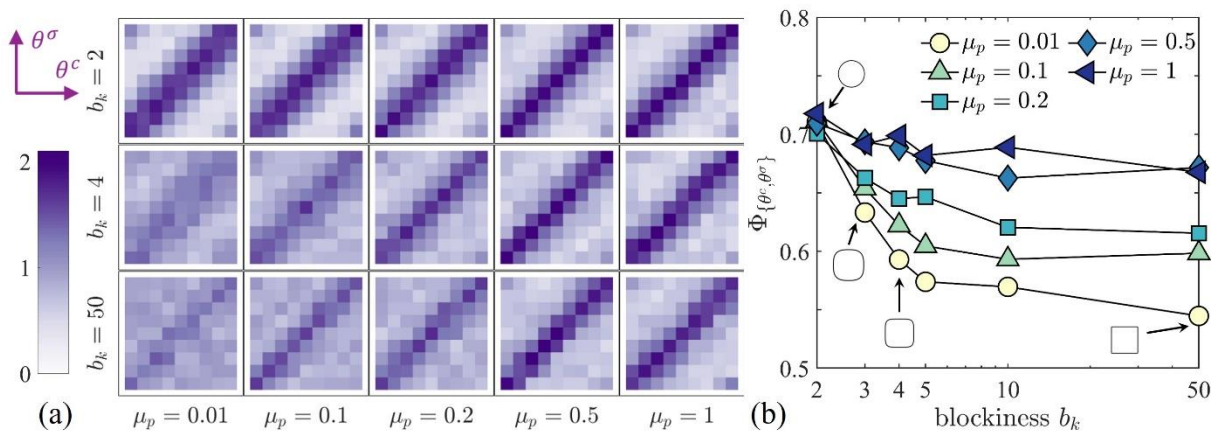 θ^σ
θ^c
2
1
0
(a)
b_k = 2
b_k = 4
b_k = 50
μ_p = 0.01
μ_p = 0.1
μ_p = 0.2
μ_p = 0.5
μ_p = 1
0.8
0.7
0.6
0.5
Φ_{θ^c,θ^σ}
μ_p = 0.01
μ_p = 0.5
μ_p = 0.1
μ_p = 1
μ_p = 0.2
2
3
4
5
10
50
(b)
blockiness b_k